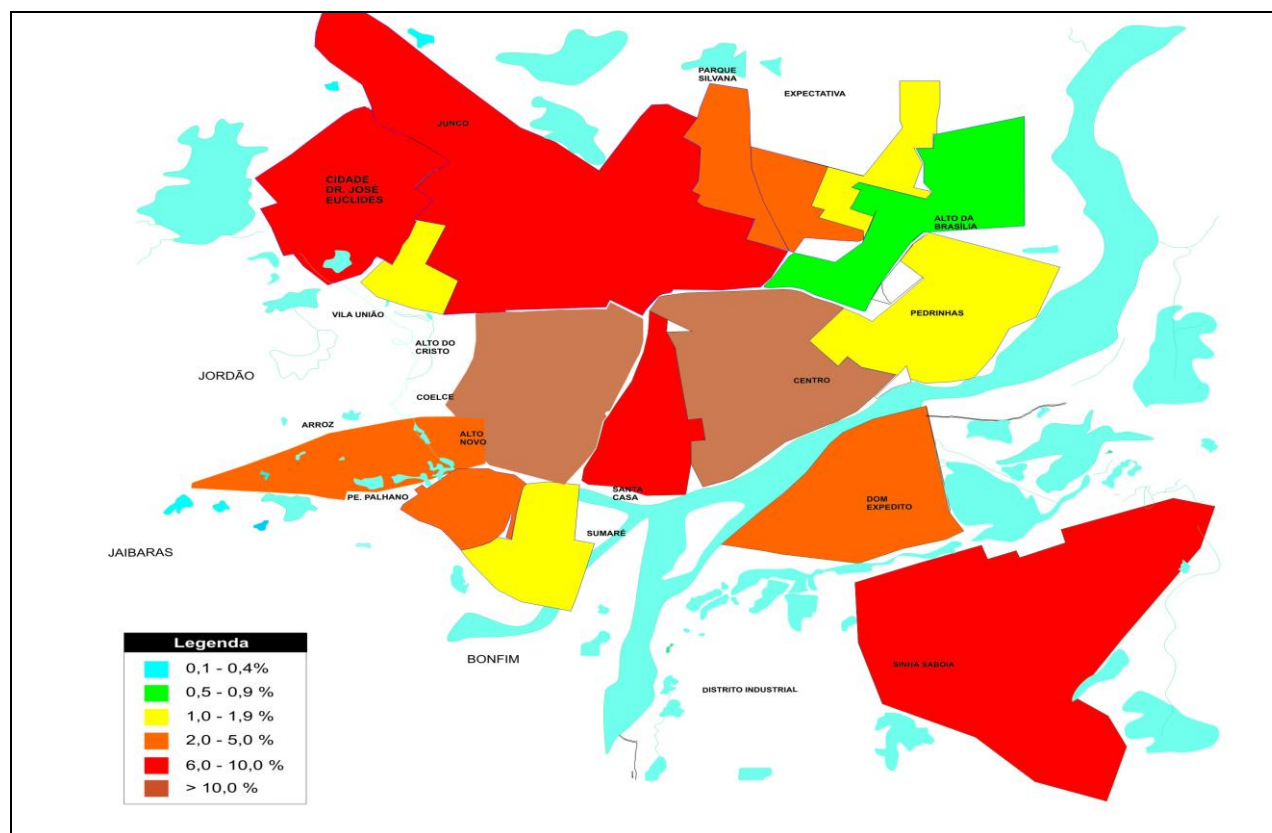 PARQUE
SILVANA
EXPECTATIVA
JUNCO
CIDADE
DR. JOSÉ
EUCLIDES
ALTO DA
BRASÍLIA
VILA UNIÃO
PEDRINHAS
ALTO DO
CRISTO
JORDÃO
CENTRO
COELCE
ARROZ
ALTO
NOVO
PE. PALHANO
SANTA
CASA
DOM
EXPEDITO
SUMARÉ
JAIBARAS
BONFIM
SINHA SABOIA
DISTRITO INDUSTRIAL
Legenda
0,1 - 0,4%
0,5 - 0,9 %
1,0 - 1,9 %
2,0 - 5,0 %
6,0 - 10,0 %
> 10,0 %